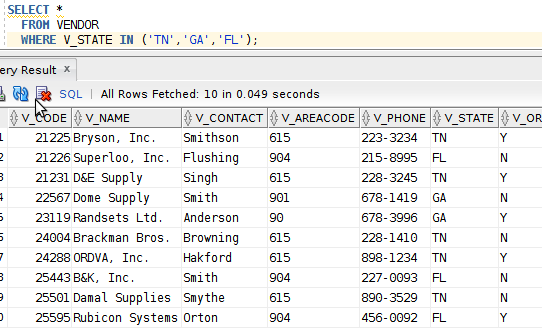 SELECT *
FROM VENDOR
WHERE V_STATE IN ('TN','GA','FL');
ery Result x
SQL | All Rows Fetched: 10 in 0.049 seconds
V_CODE V_NAME V_CONTACT V_AREACODE V_PHONE V_STATE V_OR
1 21225 Bryson, Inc. Smithson 615 223-3234 TN Y
2 21226 Superloo, Inc. Flushing 904 215-8995 FL N
3 21231 D&E Supply Singh 615 228-3245 TN Y
4 22567 Dome Supply Smith 901 678-1419 GA N
5 23119 Randsets Ltd. Anderson 90 678-3996 GA Y
6 24004 Brackman Bros. Browning 615 228-1410 TN N
7 24288 ORDVA, Inc. Hakford 615 898-1234 TN Y
8 25443 B&K, Inc. Smith 904 227-0093 FL N
9 25501 Damal Supplies Smythe 615 890-3529 TN N
0 25595 Rubicon Systems Orton 904 456-0092 FL Y